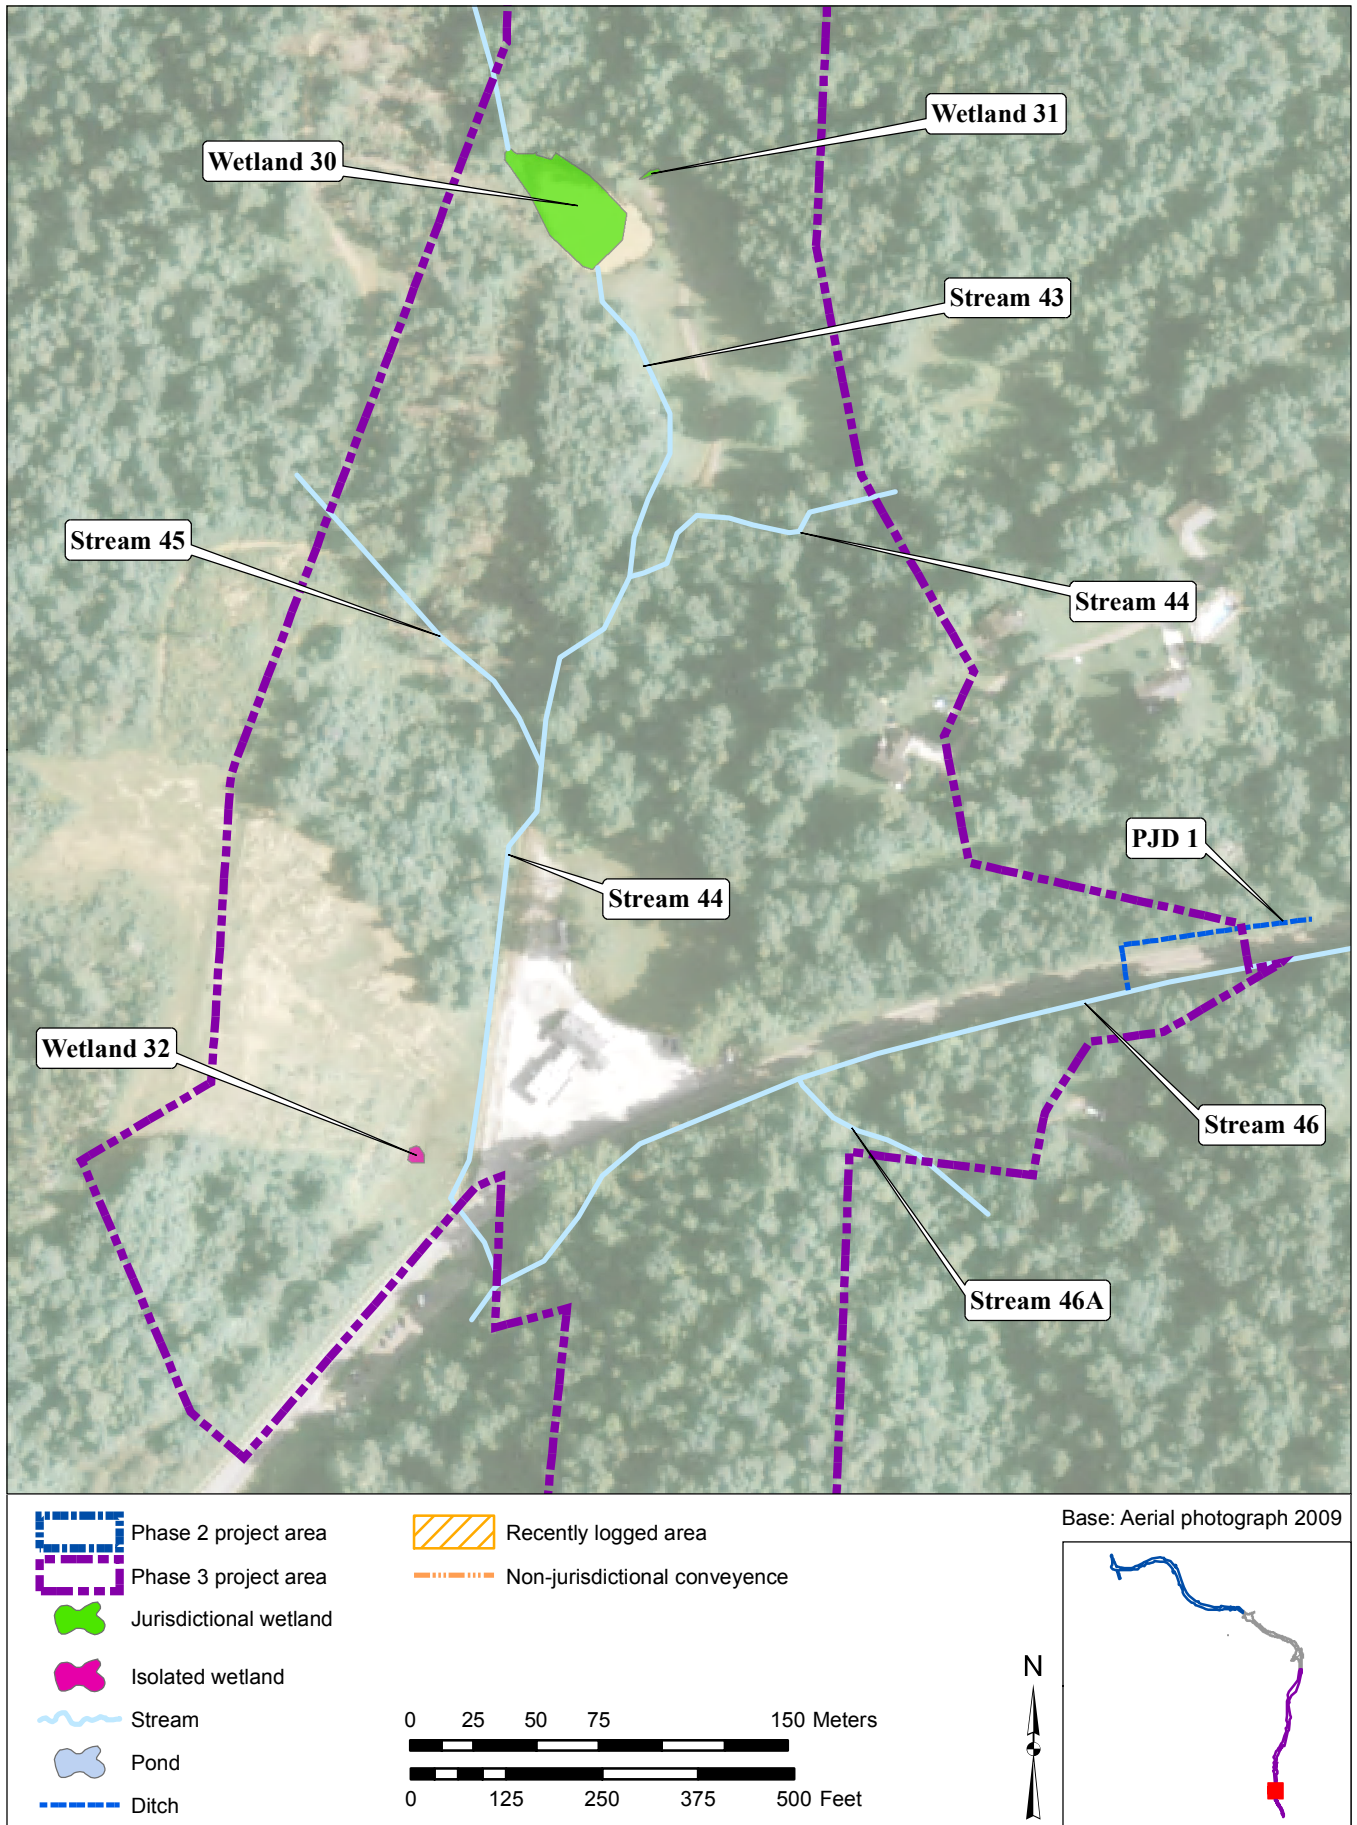 Wetland 31
Wetland 30
Stream 43
Stream 45
Stream 44
PJD 1
Stream 44
Wetland 32
Stream 46
Stream 46A
Phase 2 project area
Phase 3 project area
Jurisdictional wetland
Isolated wetland
Stream
Pond
Ditch
Recently logged area
Non-jurisdictional conveyence
0 25 50 75 150 Meters
0 125 250 375 500 Feet
N
Base: Aerial photograph 2009